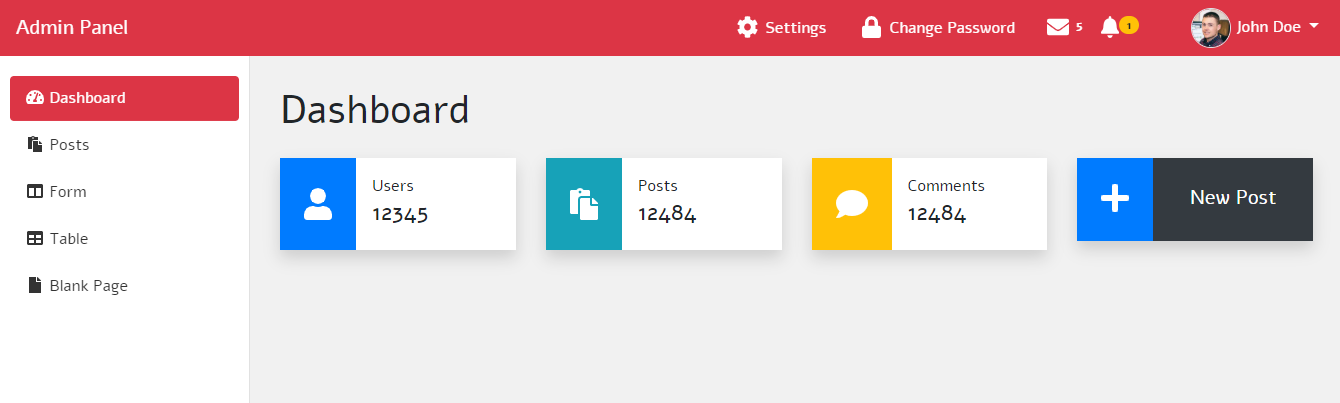 Admin Panel
Settings
Change Password
5
1
John Doe
Dashboard
Posts
Form
Table
Blank Page
Dashboard
Users
12345
Posts
12484
Comments
12484
New Post